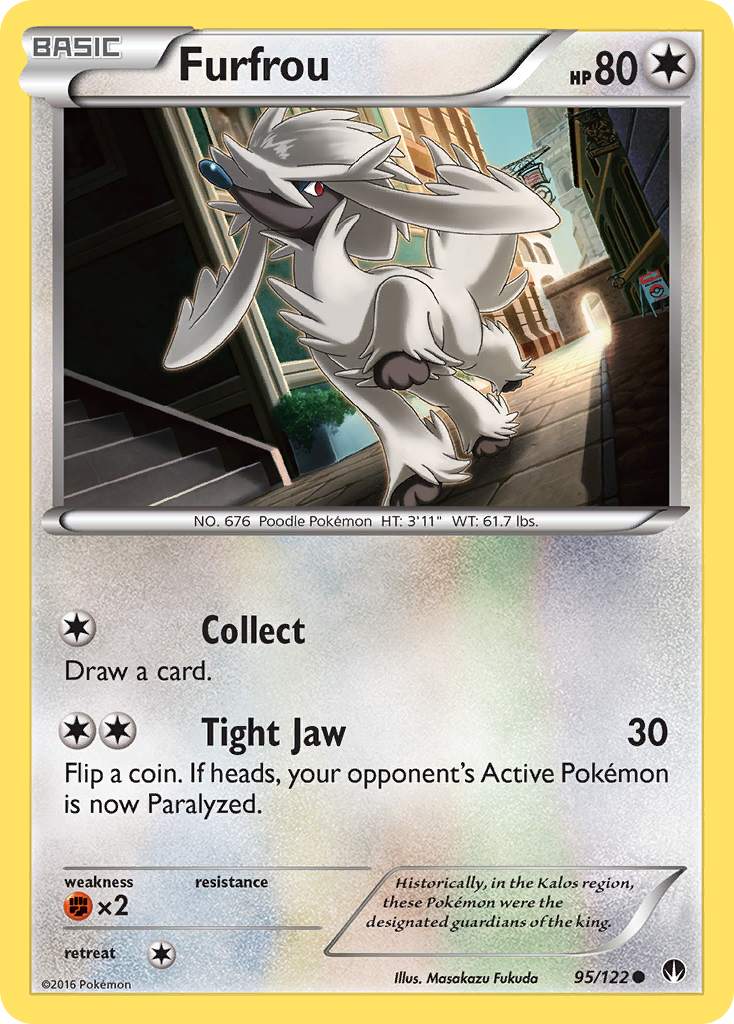 BASIC
Furfrou
HP80
NO. 676 Poodle Pokémon HT: 3'11" WT: 61.7 lbs.
Collect
Draw a card.
Tight Jaw 30
Flip a coin. If heads, your opponent's Active Pokémon
is now Paralyzed.
weakness resistance
×2
retreat
Historically, in the Kalos region,
these Pokémon were the
designated guardians of the king.
©2016 Pokémon
Illus. Masakazu Fukuda 95/122